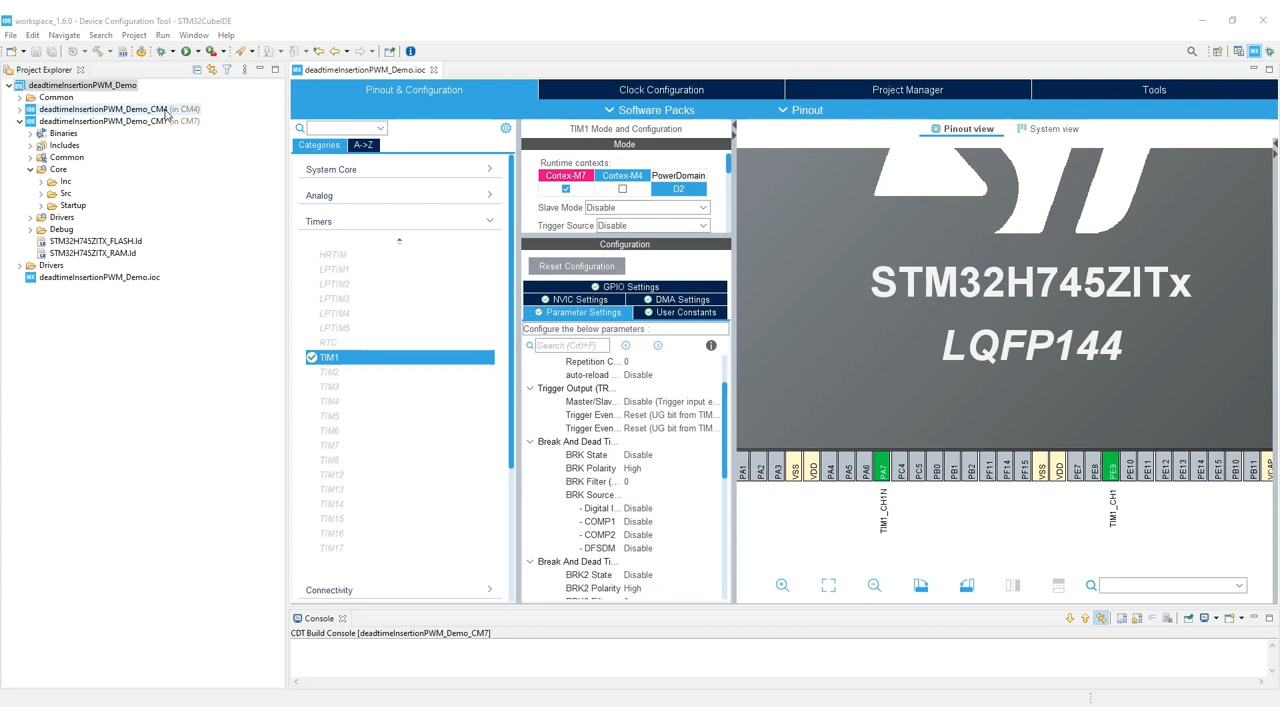 workspace_1.6.0 - Device Configuration Tool - STM32CubeIDE
File Edit Navigate Search Project Run Window Help
Project Explorer
deadtimeInsertionPWM_Demo
Common
deadtimeInsertionPWM_Demo_CM4 (in CM4)
deadtimeInsertionPWM_Demo_CM7 (in CM7)
Binaries
Includes
Common
Core
Inc
Src
Startup
Drivers
Debug
STM32H745ZITX_FLASH.ld
STM32H745ZITX_RAM.ld
Drivers
deadtimeInsertionPWM_Demo.ioc
deadtimeInsertionPWM_Demo.ioc
Pinout & Configuration Clock Configuration Project Manager Tools
Software Packs Pinout
Categories A->Z
System Core
Analog
Timers
HRTIM
LPTIM1
LPTIM2
LPTIM3
LPTIM4
LPTIM5
RTC
TIM1
TIM2
TIM3
TIM4
TIM5
TIM6
TIM7
TIM8
TIM12
TIM13
TIM14
TIM15
TIM16
TIM17
Connectivity
TIM1 Mode and Configuration
Mode
Runtime contexts:
Cortex-M7 Cortex-M4 PowerDomain
D2
Slave Mode Disable
Trigger Source Disable
Configuration
Reset Configuration
GPIO Settings
NVIC Settings DMA Settings
Parameter Settings User Constants
Configure the below parameters :
Search (Crtl+F)
Repetition C... 0
auto-reload ... Disable
Trigger Output (TR...
Master/Slav... Disable (Trigger input e...
Trigger Even... Reset (UG bit from TIM...
Trigger Even... Reset (UG bit from TIM...
Break And Dead Ti...
BRK State Disable
BRK Polarity High
BRK Filter (... 0
BRK Source...
- Digital I... Disable
- COMP1 Disable
- COMP2 Disable
- DFSDM Disable
Break And Dead Ti...
BRK2 State Disable
BRK2 Polarity High
Pinout view System view
STM32H745ZITx
LQFP144
PA1 PA2 PA3 VSS VDD PA4 PA5 PA6 PA7 PC4 PC5 PB0 PB1 PB2 PF11 PF14 PF15 VSS VDD PE7 PE8 PE9 PE10 PE11 PE12 PE13 PE14 PE15 PB10 PB11
TIM1_CH1N
TIM1_CH1
Console
CDT Build Console [deadtimeInsertionPWM_Demo_CM7]